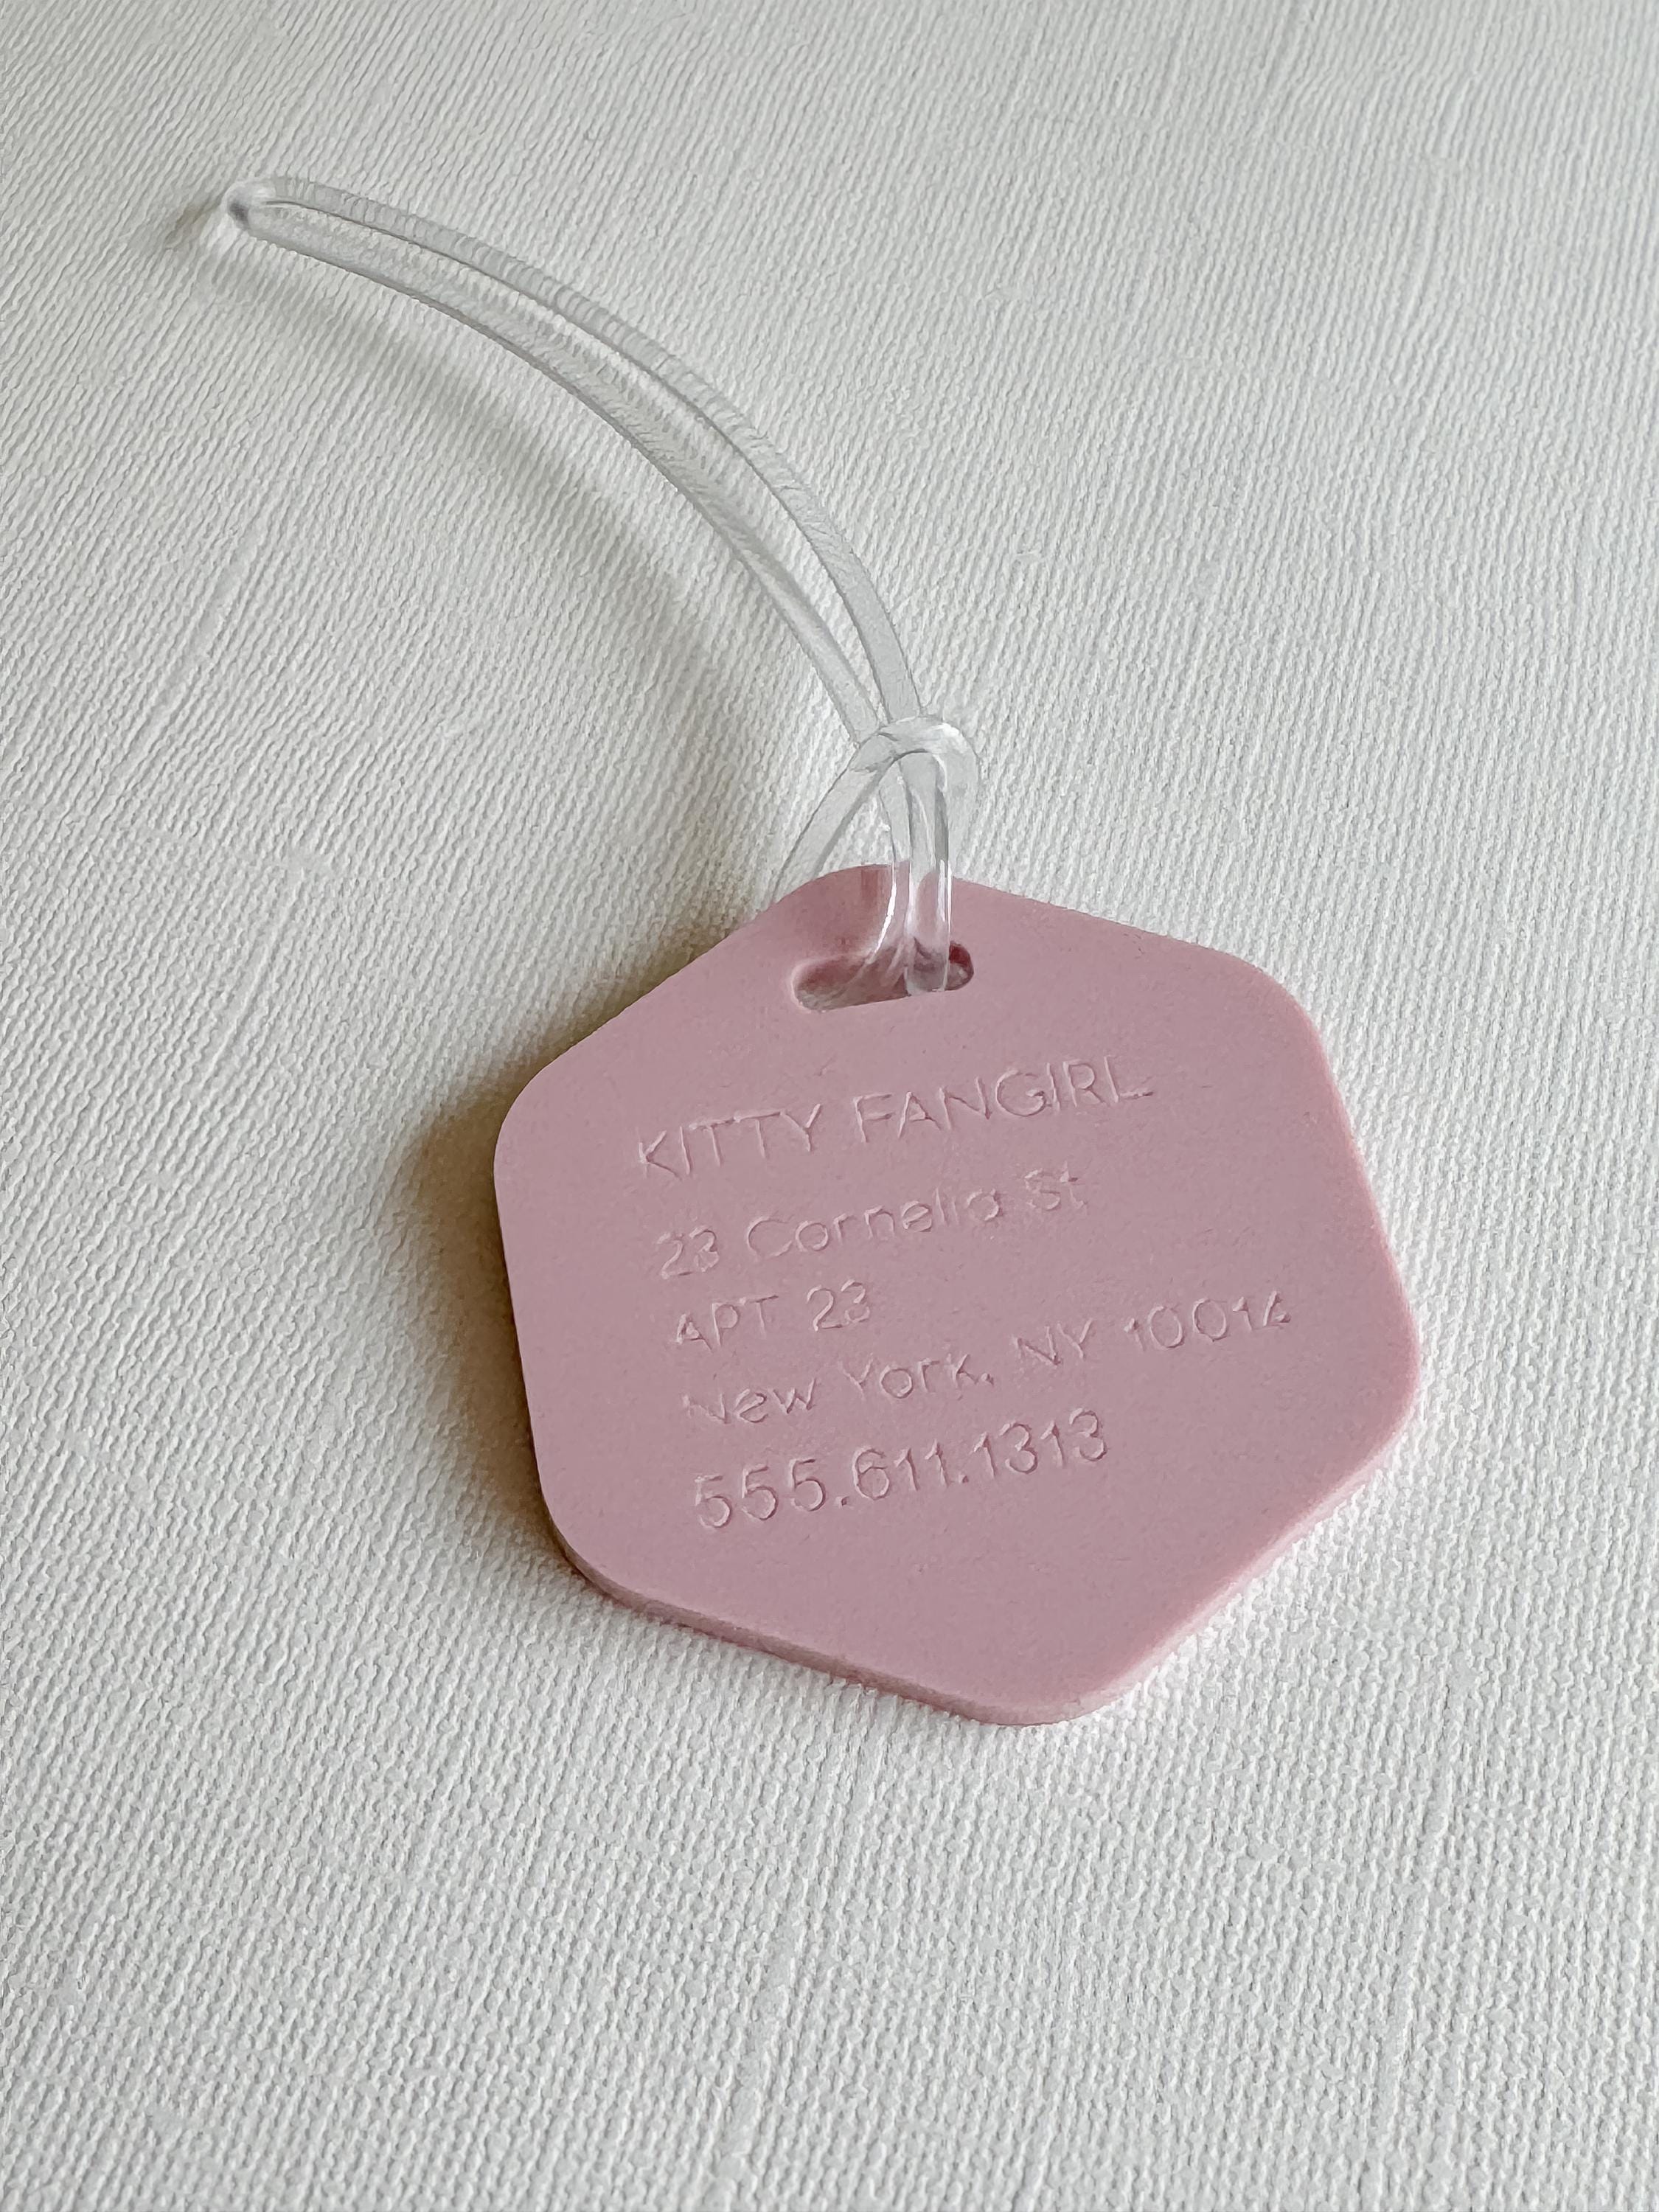 KITTY FANGIRL
23 Cornelia St
APT 23
New York, NY 10014
555.611.1313